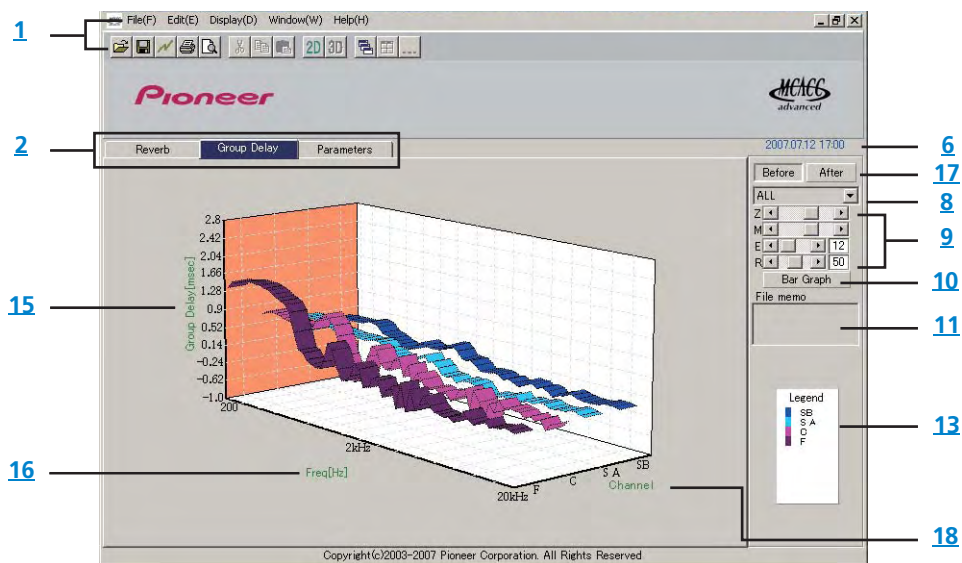 File(F) Edit(E) Display(D) Window(W) Help(H)
1
2D 3D ...
Pioneer
MCACC
advanced
2
Reverb Group Delay Parameters
2007.07.12 17:00
6
Before After
17
ALL
8
Z
M
E 12
R 50
9
Bar Graph
10
File memo
11
2.8
2.42
2.04
1.66
1.28
0.9
0.52
0.14
-0.24
-0.62
-1.0
Group Delay[msec]
15
200
2kHz
20kHz
Freq[Hz]
16
F
C
S A
SB
Channel
18
Legend
SB
S A
C
F
13
Copyright(c)2003-2007 Pioneer Corporation. All Rights Reserved